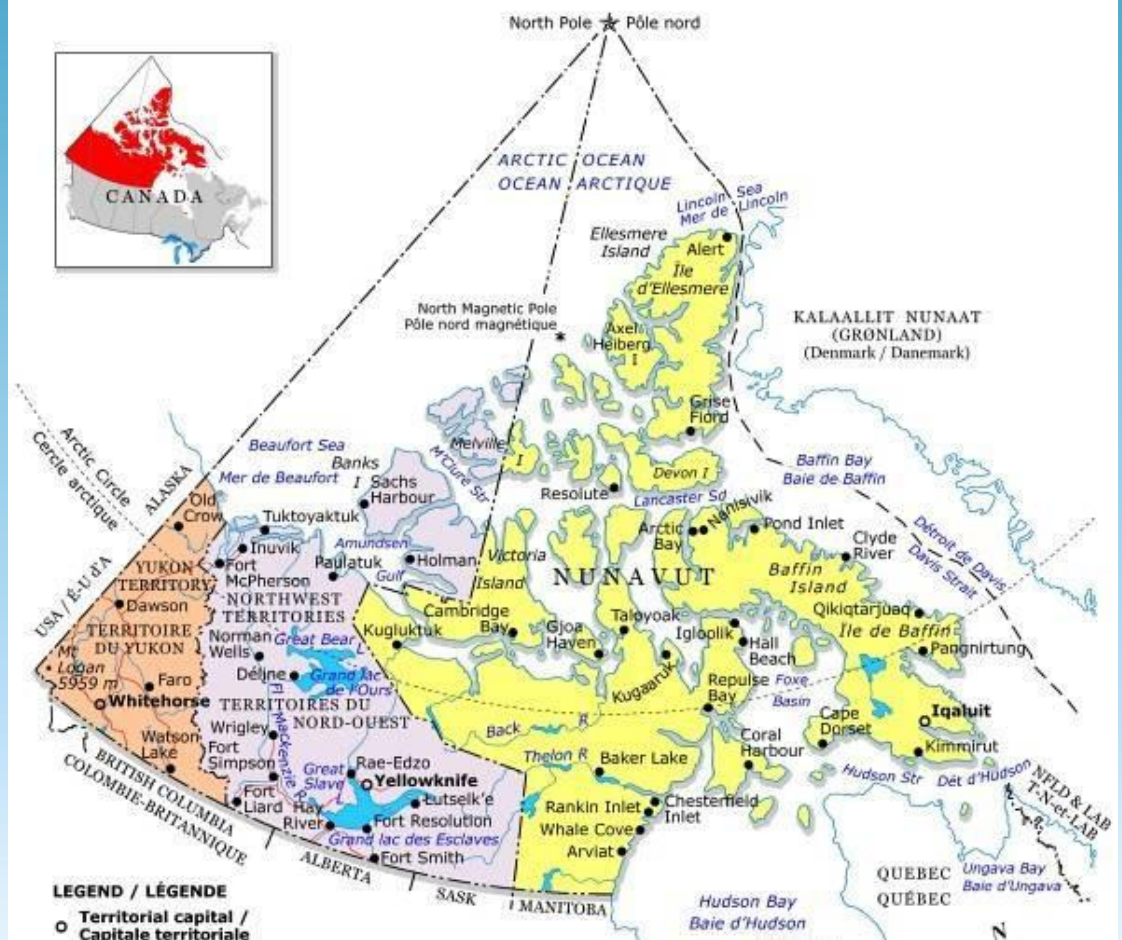 North Pole Pôle nord
CANADA
ARCTIC OCEAN
OCEAN ARCTIQUE
Lincoln Sea
Mer de Lincoln
Ellesmere
Island
Alert
Île
d'Ellesmere
North Magnetic Pole
Pôle nord magnétique
Axel
Heiberg
I
KALAALLIT NUNAAT
(GRØNLAND)
(Denmark / Danemark)
Grise
Fiord
Arctic Circle
Cercle arctique
Beaufort Sea
Mer de Beaufort
Melville
I
M'Clure Str
Banks
I
Sachs
Harbour
Devon I
Resolute
Lancaster Sd
Baffin Bay
Baie de Baffin
ALASKA
USA / É-U d'A
Old
Crow
Tuktoyaktuk
Inuvik
Amundsen
Gulf
Holman
Paulatuk
Fort
McPherson
Victoria
Island
Arctic
Bay
Nanisivik
Pond Inlet
Clyde
River
Détroit de Davis
Davis Strait
NUNAVUT
Baffin
Island
Île de Baffin
Qikiqtarjuaq
Pangnirtung
YUKON
TERRITORY
Dawson
TERRITOIRE
DU YUKON
NORTHWEST
TERRITORIES
Norman
Wells
Great Bear
L
Grand lac
de l'Ours
Déline
Kugluktuk
Cambridge
Bay
Gjoa
Haven
Taloyoak
Igloolik
Hall
Beach
Kugaaruk
Repulse
Bay
Foxe
Basin
Mt
Logan
5959 m
Faro
Whitehorse
Watson
Lake
TERRITOIRES DU
NORD-OUEST
Fl Mackenzie R
Wrigley
Fort
Simpson
Fort
Liard
Great
Slave
L
Rae-Edzo
Yellowknife
Lutselk'e
Hay
River
Fort Resolution
Grand lac des Esclaves
Fort Smith
Back R
Thelon R
Baker Lake
Coral
Harbour
Cape
Dorset
Iqaluit
Kimmirut
Rankin Inlet
Chesterfield
Inlet
Whale Cove
Arviat
Hudson Str Dét d'Hudson
NFLD & LAB
T-N-et-LAB
BRITISH COLUMBIA
COLOMBIE-BRITANNIQUE
ALBERTA
SASK
MANITOBA
QUEBEC
QUÉBEC
Ungava Bay
Baie d'Ungava
Hudson Bay
Baie d'Hudson
N
LEGEND / LÉGENDE
Territorial capital /
Capitale territoriale